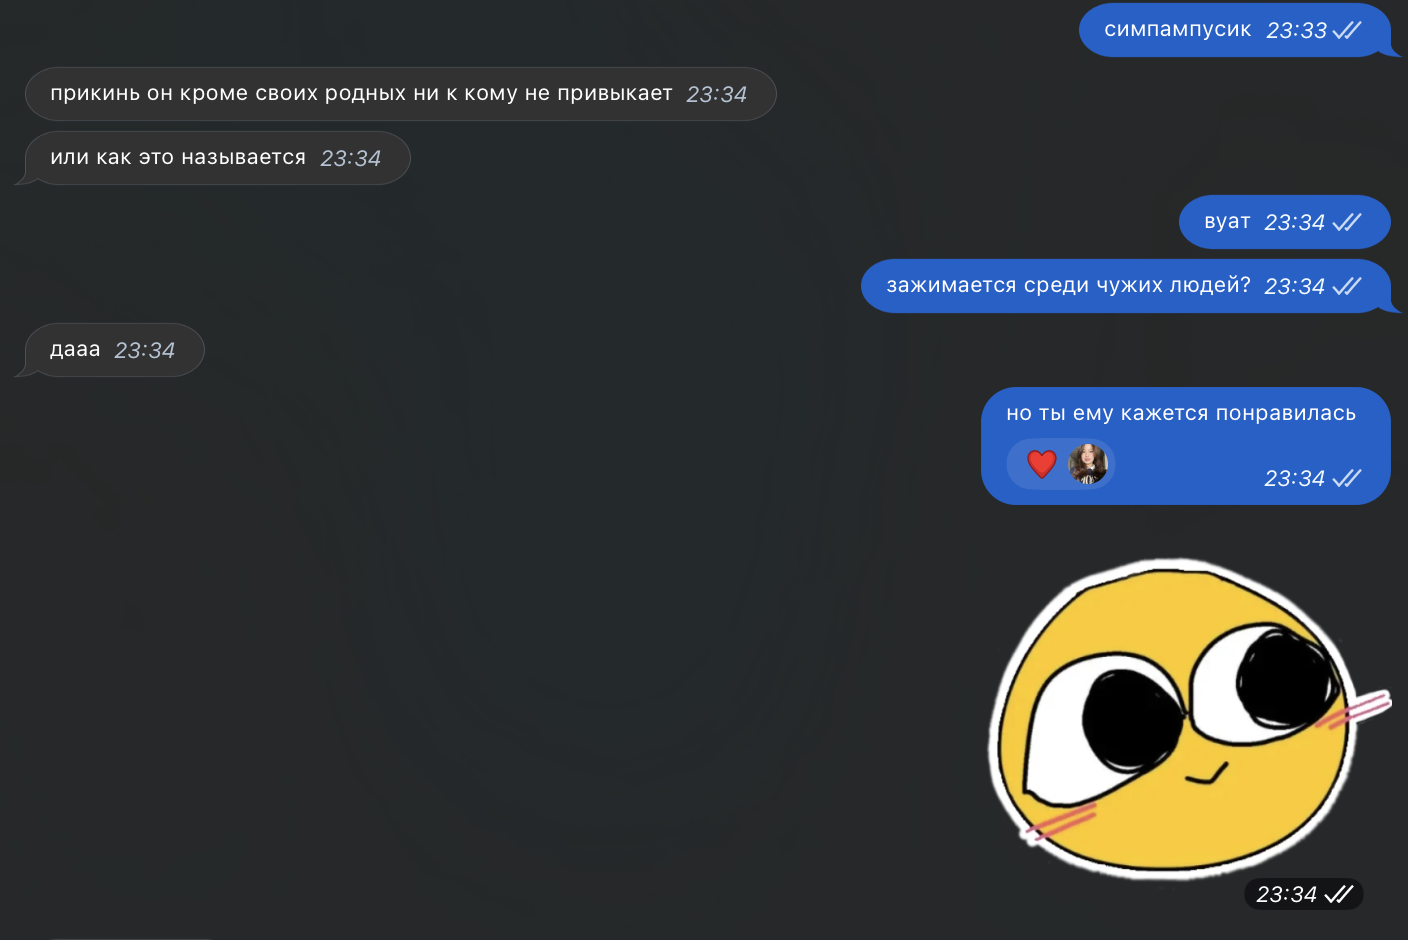 симпампусик 23:33
прикинь он кроме своих родных ни к кому не привыкает 23:34
или как это называется 23:34
вуат 23:34
зажимается среди чужих людей? 23:34
дааа 23:34
но ты ему кажется понравилась
23:34
23:34